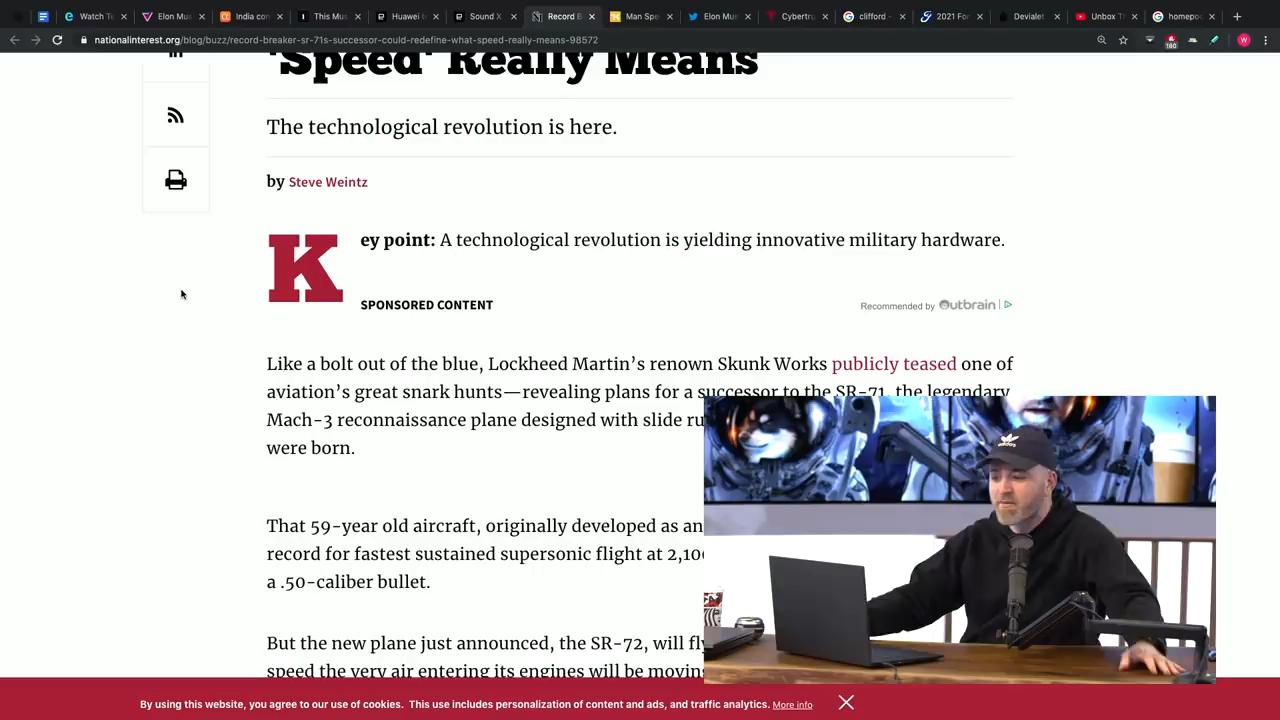 Watch Te
Elon Mus
India con
This Mus
Huawei t
Sound X
Record B
Man Spe
Elon Mus
Cybertru
clifford -
2021 For
Devialet
Unbox Th
homepod
nationalinterest.org/blog/buzz/record-breaker-sr-71s-successor-could-redefine-what-speed-really-means-98572
180
W
'Speed' Really Means
The technological revolution is here.
by Steve Weintz
Key point: A technological revolution is yielding innovative military hardware.
SPONSORED CONTENT
Recommended by Outbrain
Like a bolt out of the blue, Lockheed Martin's renown Skunk Works publicly teased one of
aviation's great snark hunts—revealing plans for a successor to the SR-71, the legendary
Mach-3 reconnaissance plane designed with slide ru
were born.
That 59-year old aircraft, originally developed as an
record for fastest sustained supersonic flight at 2,10
a .50-caliber bullet.
But the new plane just announced, the SR-72, will fly
speed the very air entering its engines will be moving
By using this website, you agree to our use of cookies. This use includes personalization of content and ads, and traffic analytics. More info